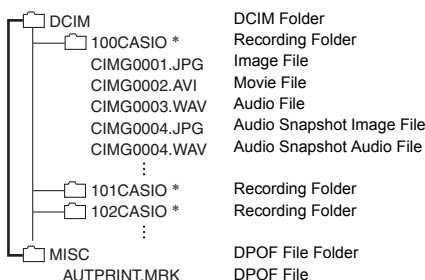 DCIM DCIM Folder
100CASIO * Recording Folder
CIMG0001.JPG Image File
CIMG0002.AVI Movie File
CIMG0003.WAV Audio File
CIMG0004.JPG Audio Snapshot Image File
CIMG0004.WAV Audio Snapshot Audio File
101CASIO * Recording Folder
102CASIO * Recording Folder
MISC DPOF File Folder
AUTPRINT.MRK DPOF File